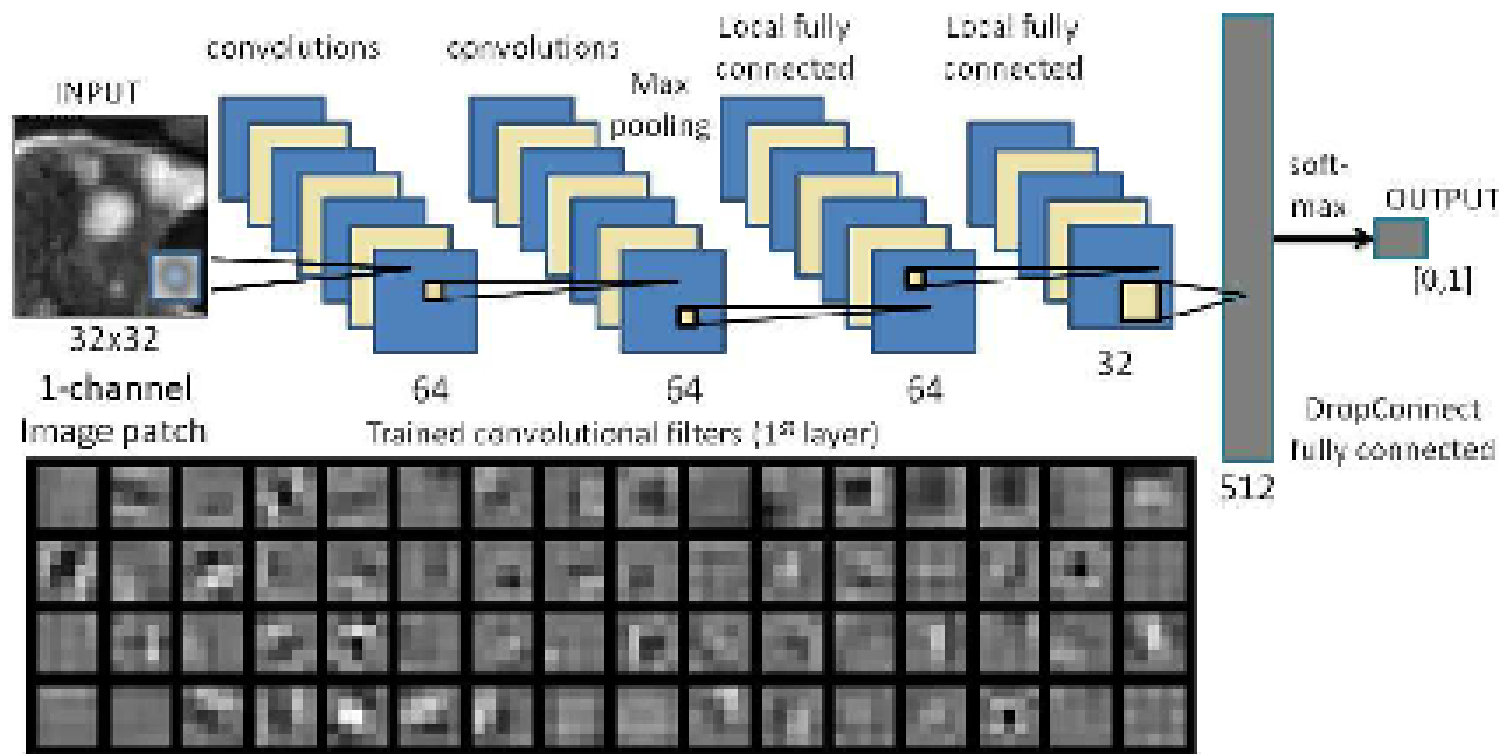 convolutions
convolutions
Local fully
connected
Local fully
connected
Max
pooling
INPUT
soft-
max
OUTPUT
[0,1]
32x32
1-channel
Image patch
64
64
64
32
512
DropConnect
fully connected
Trained convolutional filters (1st layer)